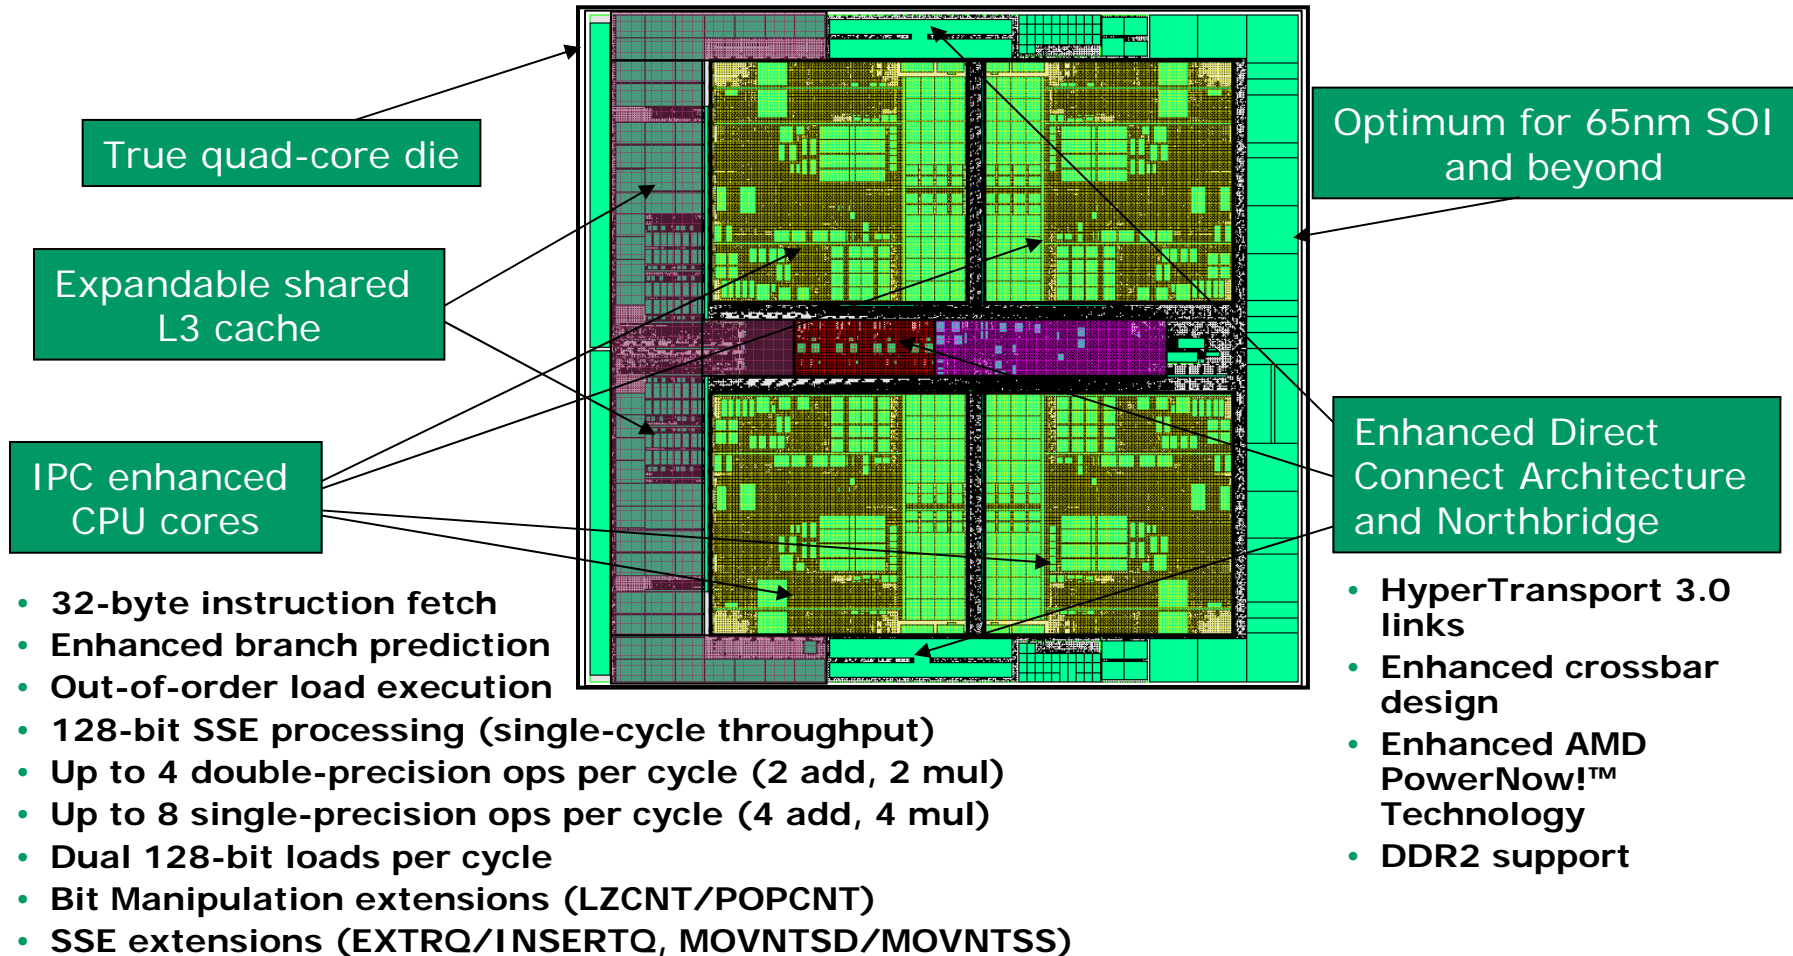 True quad-core die
Expandable shared
L3 cache
IPC enhanced
CPU cores
Optimum for 65nm SOI
and beyond
Enhanced Direct
Connect Architecture
and Northbridge
• 32-byte instruction fetch
• Enhanced branch prediction
• Out-of-order load execution
• 128-bit SSE processing (single-cycle throughput)
• Up to 4 double-precision ops per cycle (2 add, 2 mul)
• Up to 8 single-precision ops per cycle (4 add, 4 mul)
• Dual 128-bit loads per cycle
• Bit Manipulation extensions (LZCNT/POPCNT)
• SSE extensions (EXTRQ/INSERTQ, MOVNTSD/MOVNTSS)
• HyperTransport 3.0
links
• Enhanced crossbar
design
• Enhanced AMD
PowerNow!™
Technology
• DDR2 support